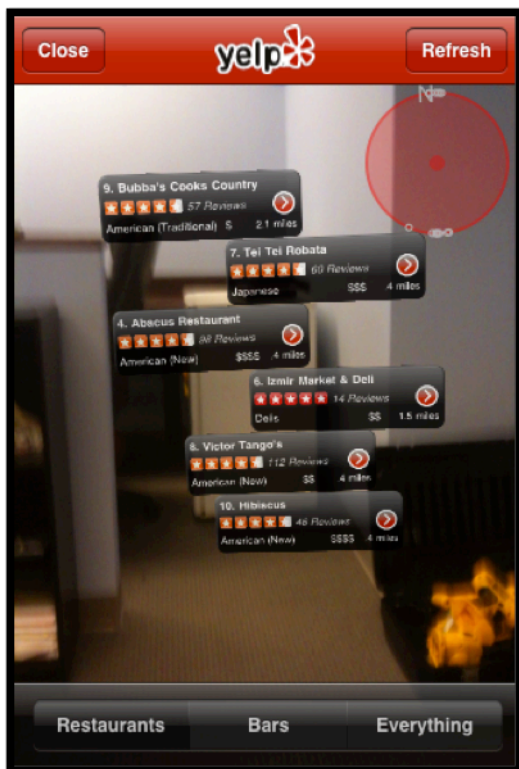 Close
yelp
Refresh
N
9. Bubba's Cooks Country
57 Reviews
American (Traditional) $ 2.1 miles
7. Tei Tei Robata
60 Reviews
Japanese $$$ .4 miles
4. Abacus Restaurant
98 Reviews
American (New) $$$$ .4 miles
6. Izmir Market & Deli
14 Reviews
Delis $$ 1.5 miles
8. Victor Tango's
112 Reviews
American (New) $$ .4 miles
10. Hibiscus
46 Reviews
American (New) $$$$ .4 miles
Restaurants
Bars
Everything